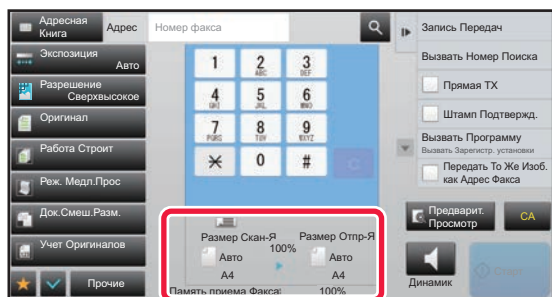 Адресная
Книга
Адрес
Номер факса
Экспозиция
Авто
Разрешение
Сверхвысокое
Оригинал
Работа Строит
Реж. Медл.Прос
Док.Смеш.Разм.
Учет Оригиналов
Прочие
1
2
ABC
3
DEF
4
GHI
5
JKL
6
MNO
7
PQRS
8
TUV
9
WXYZ
0
#
C
Размер Скан-Я
100%
Размер Отпр-Я
Авто
A4
Авто
A4
Память приема Факса:
100%
Запись Передач
Вызвать Номер Поиска
Прямая TX
Штамп Подтвержд.
Вызвать Программу
Вызвать Зарегистр. установки
Передать То Же Изоб.
как Адрес Факса
Предварит.
Просмотр
CA
Динамик
Старт